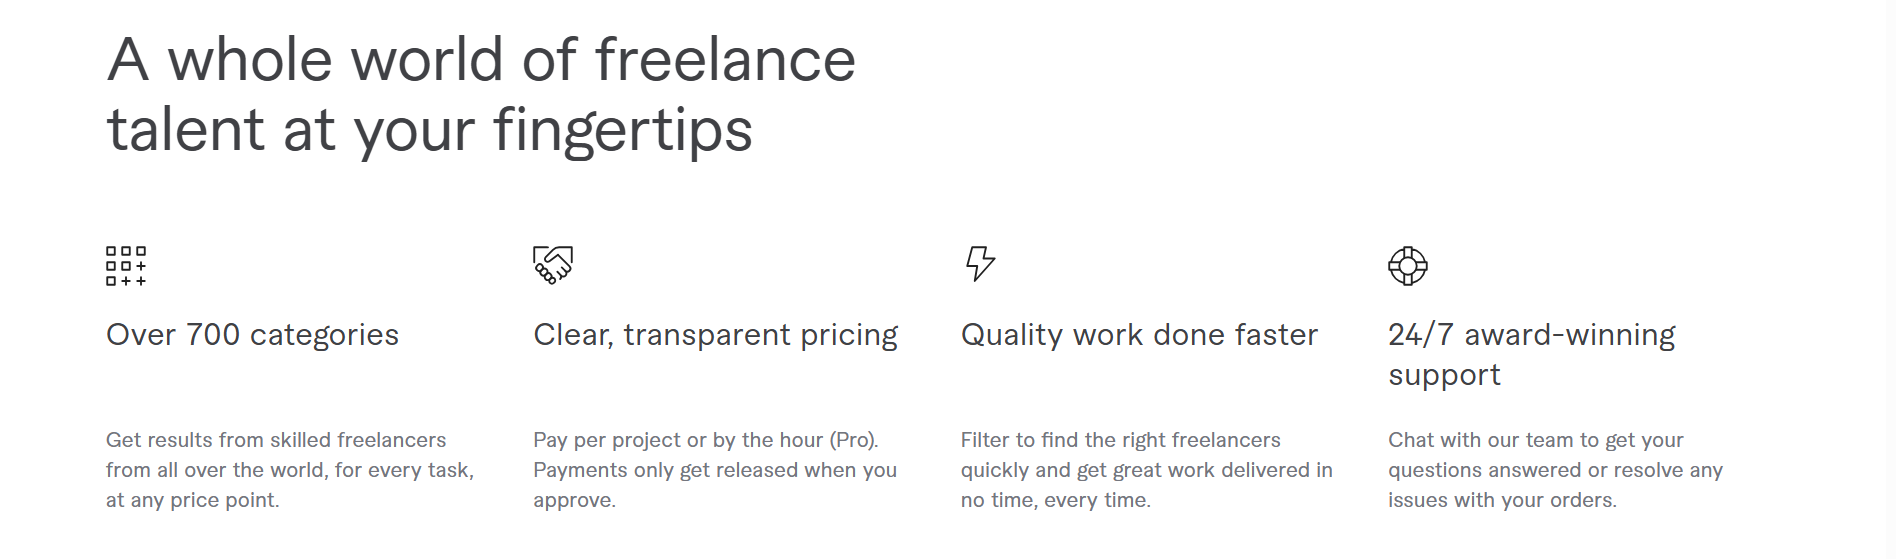 A whole world of freelance
talent at your fingertips
Over 700 categories
Get results from skilled freelancers
from all over the world, for every task,
at any price point.
Clear, transparent pricing
Pay per project or by the hour (Pro).
Payments only get released when you
approve.
Quality work done faster
Filter to find the right freelancers
quickly and get great work delivered in
no time, every time.
24/7 award-winning
support
Chat with our team to get your
questions answered or resolve any
issues with your orders.